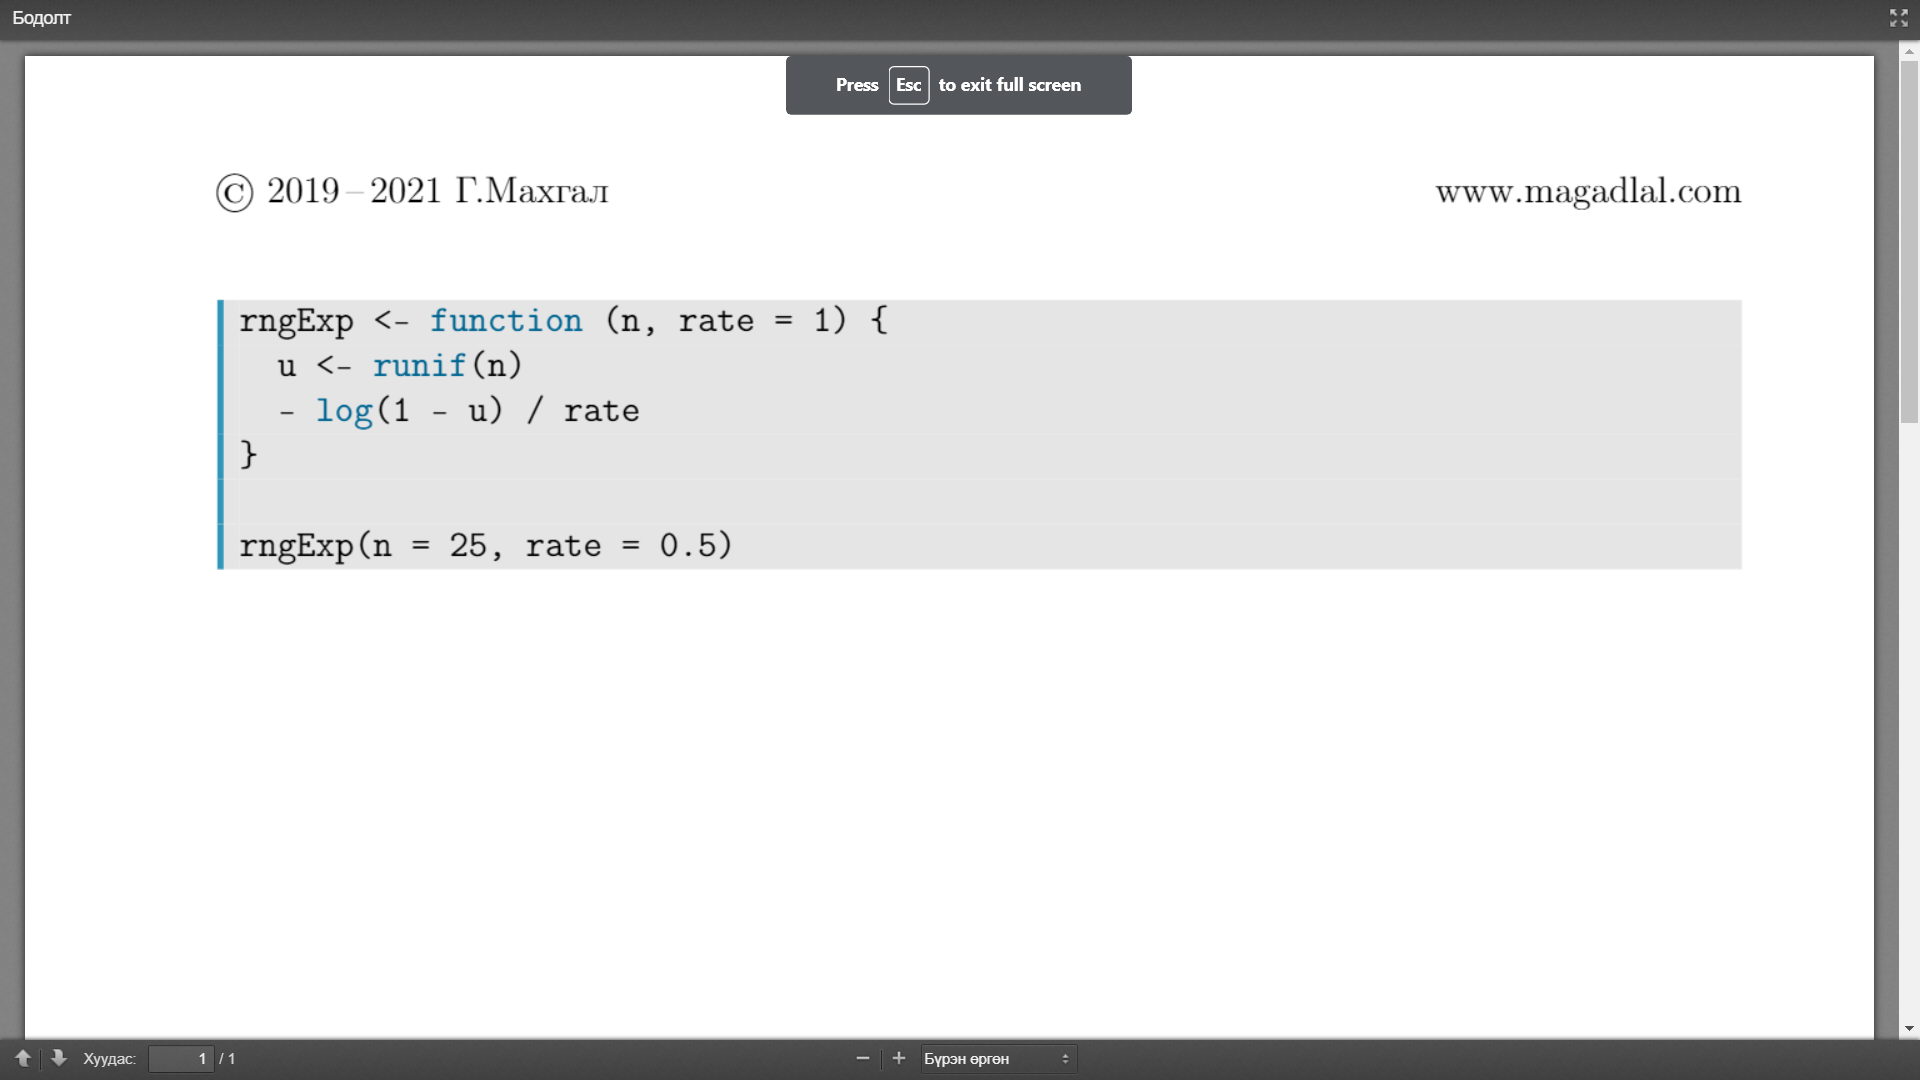 Бодолт
Press Esc to exit full screen
© 2019 – 2021 Г.Махгал www.magadlal.com
rngExp <- function (n, rate = 1) {
  u <- runif(n)
  - log(1 - u) / rate
}
rngExp(n = 25, rate = 0.5)
Хуудас: 1 / 1 Бүрэн өргөн